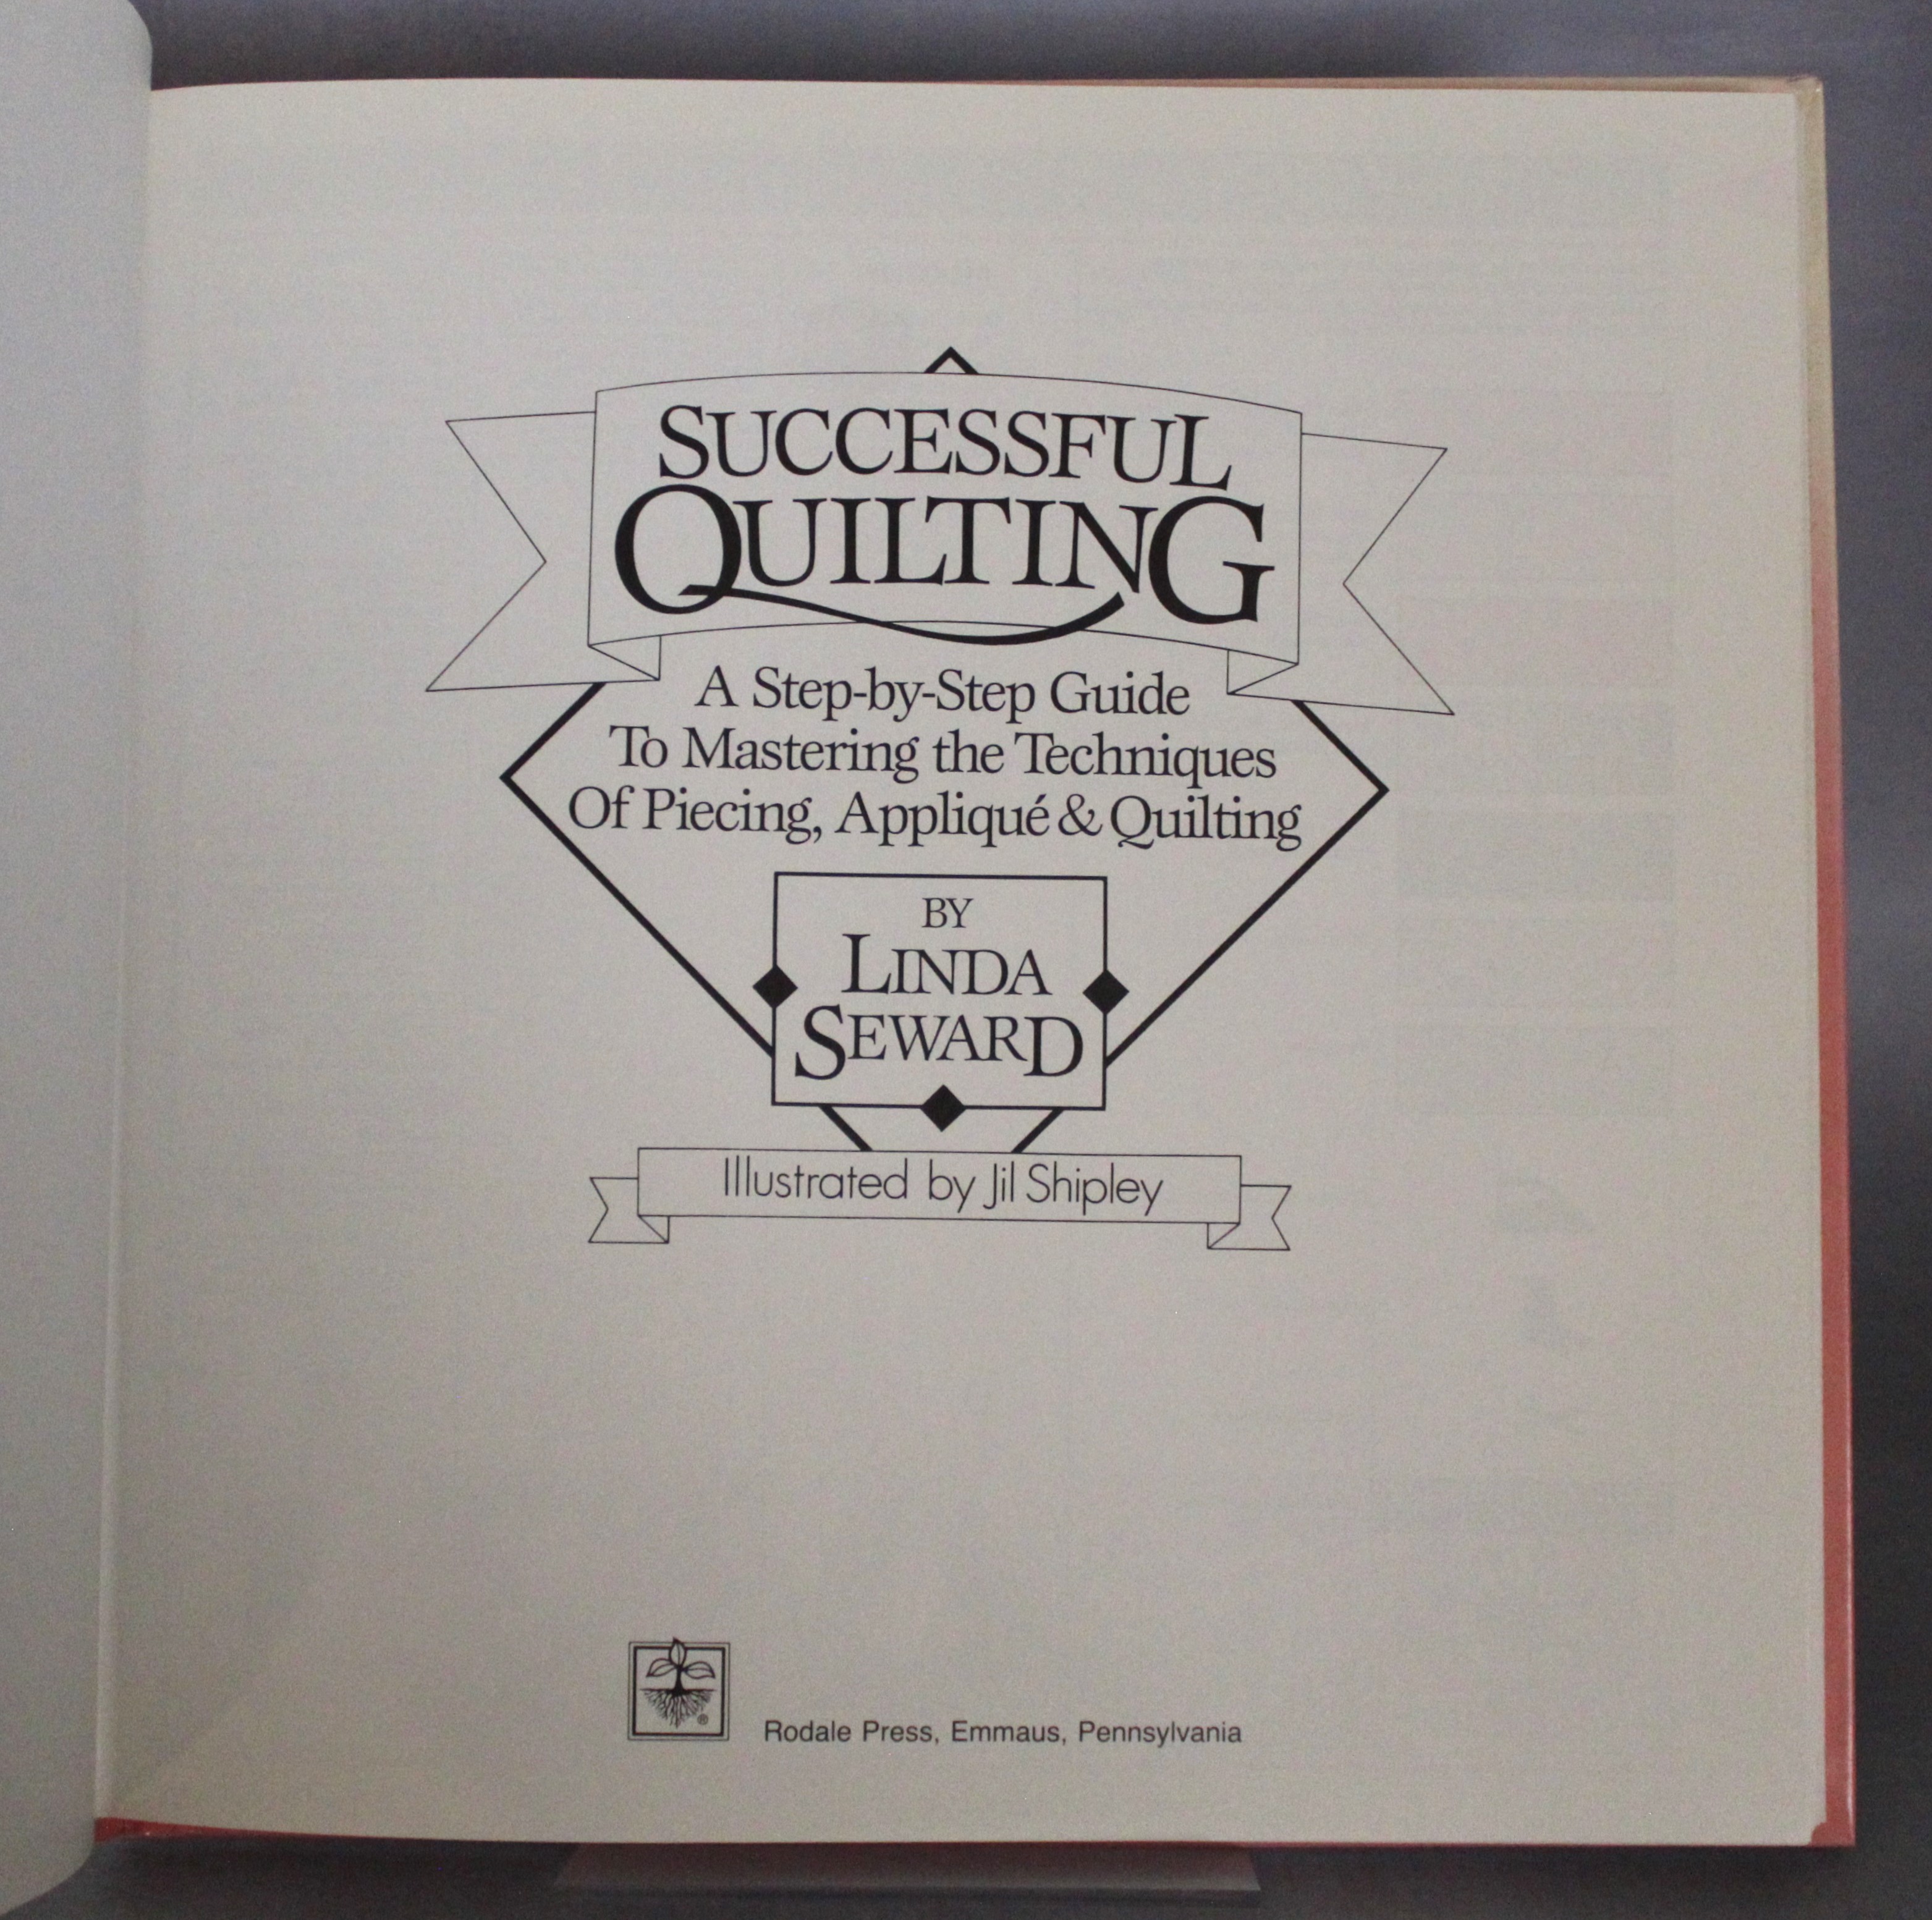 SUCCESSFUL
QUILTING
A Step-by-Step Guide
To Mastering the Techniques
Of Piecing, Appliqué & Quilting
BY
LINDA
SEWARD
Illustrated by Jil Shipley
®
Rodale Press, Emmaus, Pennsylvania